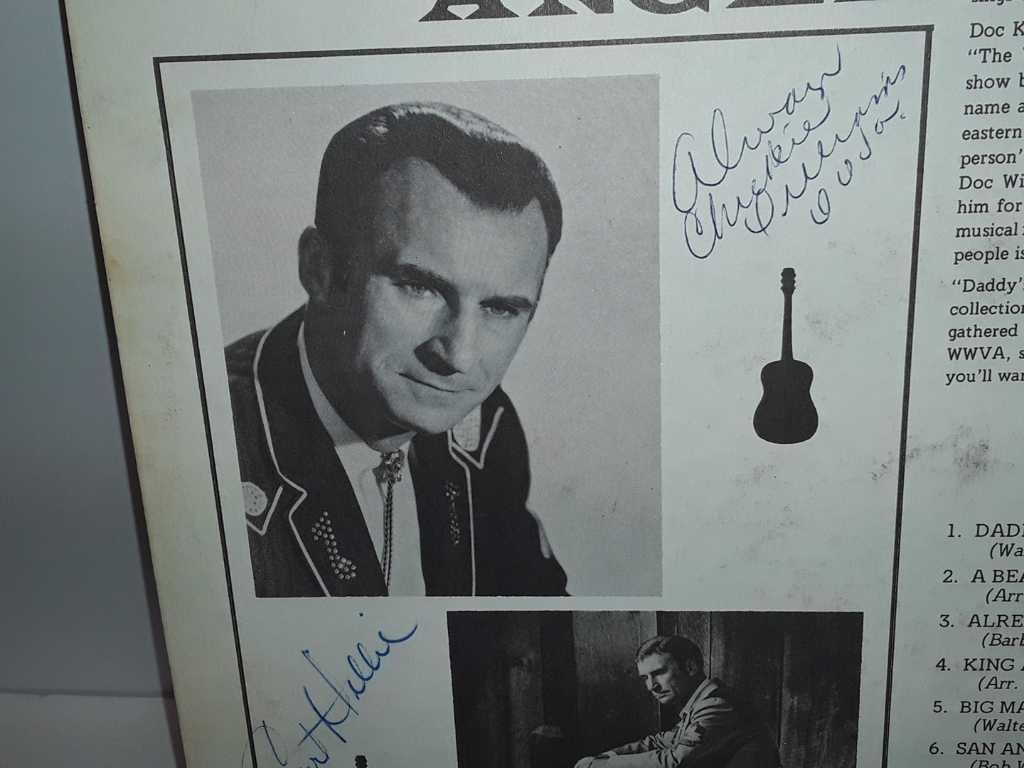 Always
Chickie
Williams
Doc K
"The
show b
name a
eastern
person'
Doc Wi
him for
musical
people is
"Daddy's
collection
gathered
WWVA, s
you'll wan
1. DADD
(Wa
2. A BEA
(Arr
3. ALRE
(Barb
4. KING
(Arr.
5. BIG MA
(Walte
6. SAN AN
(Bob W